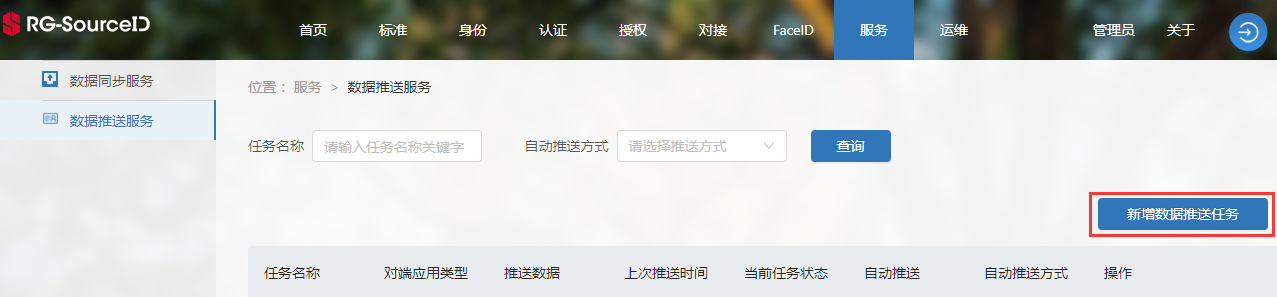 RG-SourceID 首页 标准 身份 认证 授权 对接 FaceID 服务 运维 管理员 关于
数据同步服务
数据推送服务
位置： 服务 > 数据推送服务
任务名称 请输入任务名称关键字 自动推送方式 请选择推送方式 查询
新增数据推送任务
任务名称 对端应用类型 推送数据 上次推送时间 当前任务状态 自动推送 自动推送方式 操作